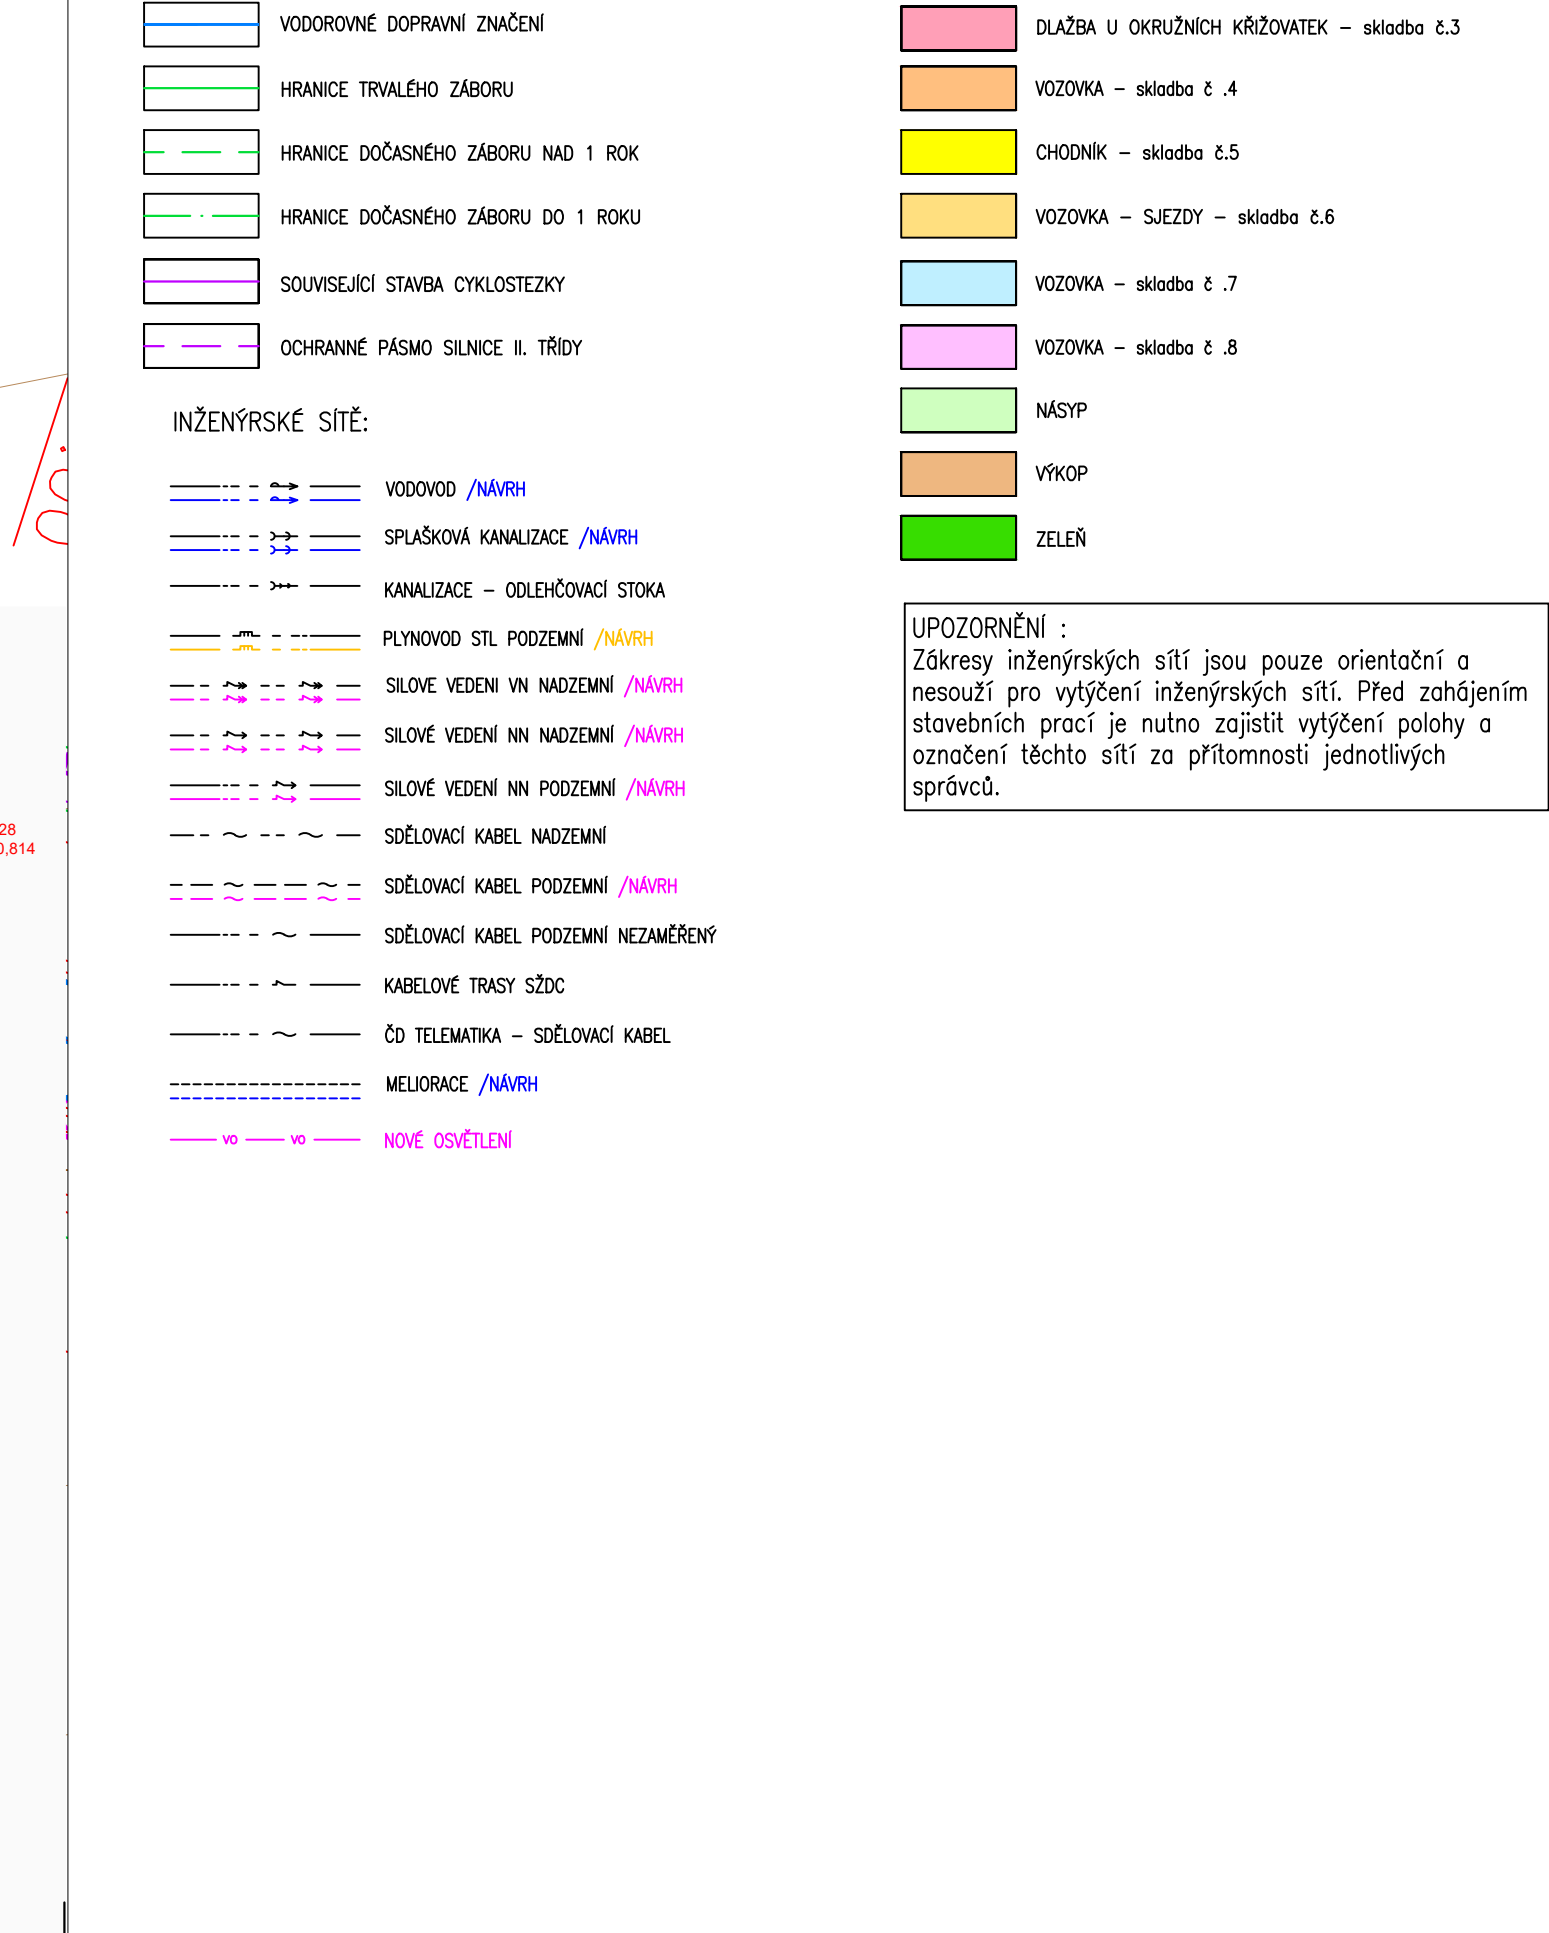 VODOROVNÉ DOPRAVNÍ ZNAČENÍ
HRANICE TRVALÉHO ZÁBORU
HRANICE DOČASNÉHO ZÁBORU NAD 1 ROK
HRANICE DOČASNÉHO ZÁBORU DO 1 ROKU
SOUVISEJÍCÍ STAVBA CYKLOSTEZKY
OCHRANNÉ PÁSMO SILNICE II. TŘÍDY
INŽENÝRSKÉ SÍTĚ:
VODOVOD /NÁVRH
SPLAŠKOVÁ KANALIZACE /NÁVRH
KANALIZACE – ODLEHČOVACÍ STOKA
PLYNOVOD STL PODZEMNÍ /NÁVRH
SILOVE VEDENI VN NADZEMNÍ /NÁVRH
SILOVÉ VEDENÍ NN NADZEMNÍ /NÁVRH
SILOVÉ VEDENÍ NN PODZEMNÍ /NÁVRH
SDĚLOVACÍ KABEL NADZEMNÍ
SDĚLOVACÍ KABEL PODZEMNÍ /NÁVRH
SDĚLOVACÍ KABEL PODZEMNÍ NEZAMĚŘENÝ
KABELOVÉ TRASY SŽDC
ČD TELEMATIKA – SDĚLOVACÍ KABEL
MELIORACE /NÁVRH
VO VO NOVÉ OSVĚTLENÍ
DLAŽBA U OKRUŽNÍCH KŘIŽOVATEK – skladba č.3
VOZOVKA – skladba č .4
CHODNÍK – skladba č.5
VOZOVKA – SJEZDY – skladba č.6
VOZOVKA – skladba č .7
VOZOVKA – skladba č .8
NÁSYP
VÝKOP
ZELEŇ
UPOZORNĚNÍ :
Zákresy inženýrských sítí jsou pouze orientační a
nesouží pro vytýčení inženýrských sítí. Před zahájením
stavebních prací je nutno zajistit vytýčení polohy a
označení těchto sítí za přítomnosti jednotlivých
správců.
28
0,814